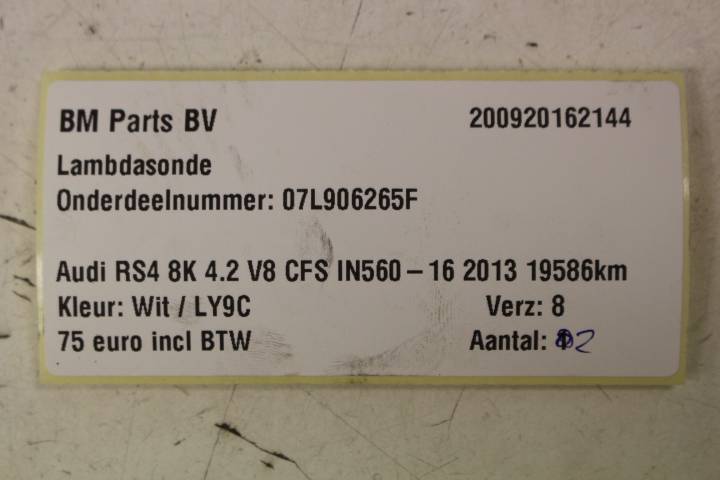 BM Parts BV 200920162144
Lambdasonde
Onderdeelnummer: 07L906265F
Audi RS4 8K 4.2 V8 CFS IN560-16 2013 19586km
Kleur: Wit / LY9C Verz: 8
75 euro incl BTW Aantal: 2